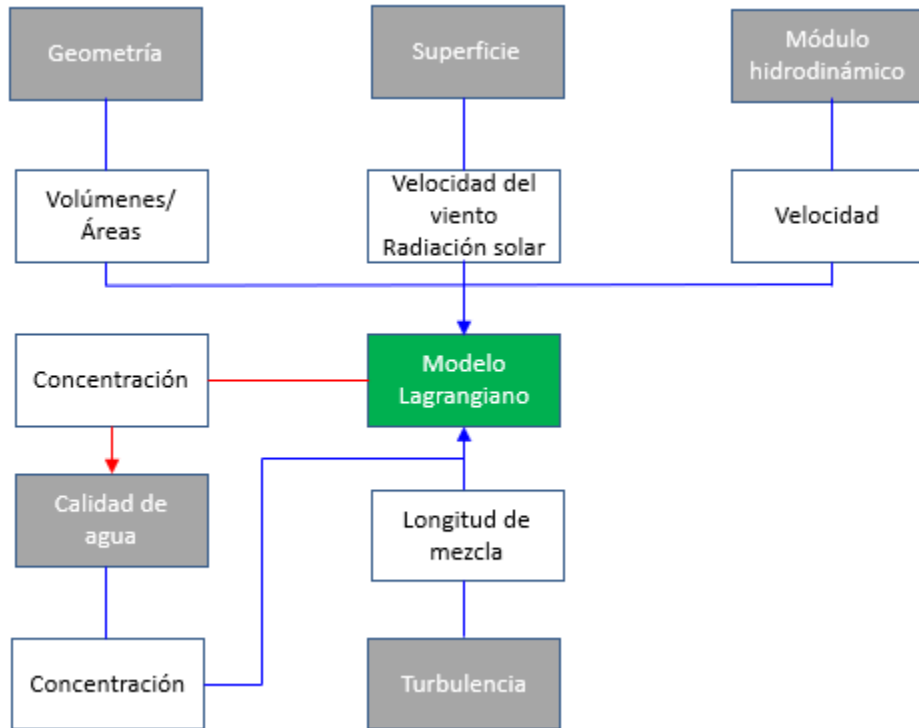 Geometría
Superficie
Módulo
hidrodinámico
Volúmenes/
Áreas
Velocidad del
viento
Radiación solar
Velocidad
Concentración
Modelo
Lagrangiano
Calidad de
agua
Longitud de
mezcla
Concentración
Turbulencia